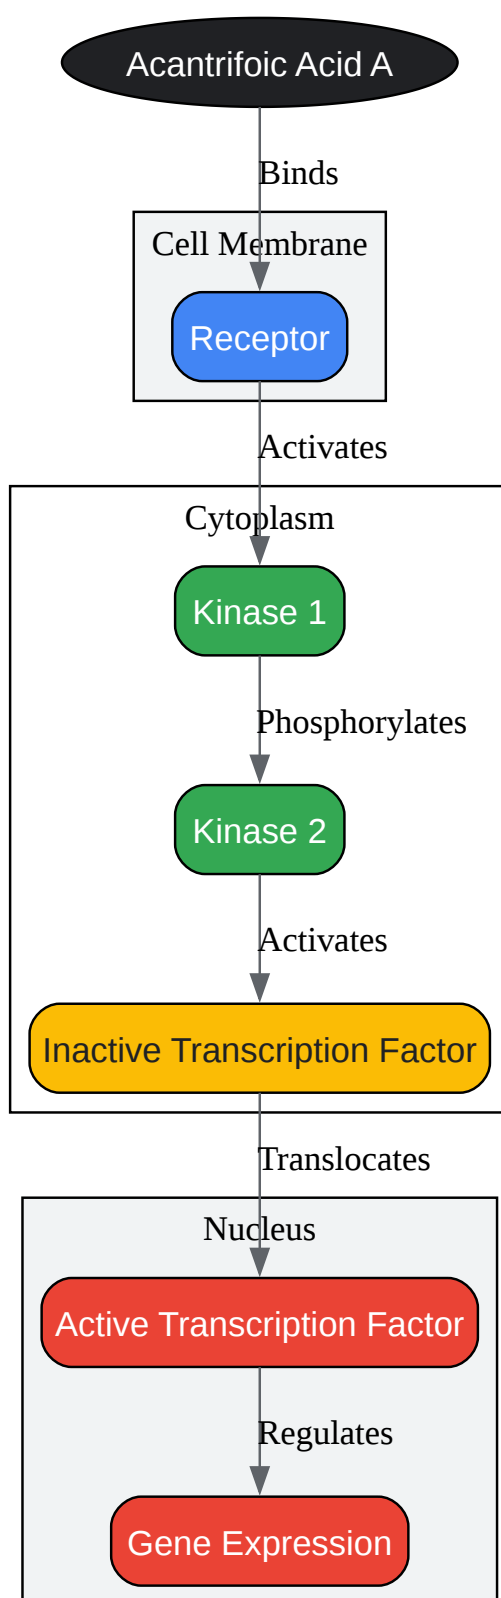 Acantrifoic Acid A
Binds
Cell Membrane
Receptor
Activates
Cytoplasm
Kinase 1
Phosphorylates
Kinase 2
Activates
Inactive Transcription Factor
Translocates
Nucleus
Active Transcription Factor
Regulates
Gene Expression